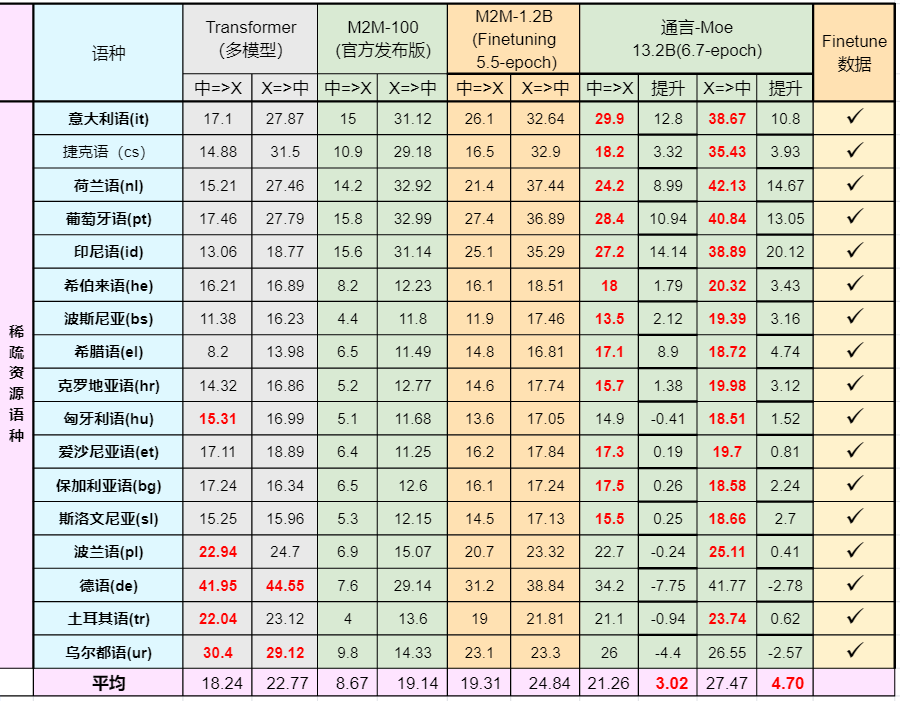 语种 Transformer (多模型) M2M-100 (官方发布版) M2M-1.2B (Finetuning 5.5-epoch) 通言-Moe 13.2B(6.7-epoch) Finetune 数据
中=>X X=>中 中=>X X=>中 中=>X X=>中 中=>X 提升 X=>中 提升
稀疏资源语种
意大利语(it) 17.1 27.87 15 31.12 26.1 32.64 29.9 12.8 38.67 10.8 ✓
捷克语（cs） 14.88 31.5 10.9 29.18 16.5 32.9 18.2 3.32 35.43 3.93 ✓
荷兰语(nl) 15.21 27.46 14.2 32.92 21.4 37.44 24.2 8.99 42.13 14.67 ✓
葡萄牙语(pt) 17.46 27.79 15.8 32.99 27.4 36.89 28.4 10.94 40.84 13.05 ✓
印尼语(id) 13.06 18.77 15.6 31.14 25.1 35.29 27.2 14.14 38.89 20.12 ✓
希伯来语(he) 16.21 16.89 8.2 12.23 16.1 18.51 18 1.79 20.32 3.43 ✓
波斯尼亚(bs) 11.38 16.23 4.4 11.8 11.9 17.46 13.5 2.12 19.39 3.16 ✓
希腊语(el) 8.2 13.98 6.5 11.49 14.8 16.81 17.1 8.9 18.72 4.74 ✓
克罗地亚语(hr) 14.32 16.86 5.2 12.77 14.6 17.74 15.7 1.38 19.98 3.12 ✓
匈牙利语(hu) 15.31 16.99 5.1 11.68 13.6 17.05 14.9 -0.41 18.51 1.52 ✓
爱沙尼亚语(et) 17.11 18.89 6.4 11.25 16.2 17.84 17.3 0.19 19.7 0.81 ✓
保加利亚语(bg) 17.24 16.34 6.5 12.6 16.1 17.24 17.5 0.26 18.58 2.24 ✓
斯洛文尼亚(sl) 15.25 15.96 5.3 12.15 14.5 17.13 15.5 0.25 18.66 2.7 ✓
波兰语(pl) 22.94 24.7 6.9 15.07 20.7 23.32 22.7 -0.24 25.11 0.41 ✓
德语(de) 41.95 44.55 7.6 29.14 31.2 38.84 34.2 -7.75 41.77 -2.78 ✓
土耳其语(tr) 22.04 23.12 4 13.6 19 21.81 21.1 -0.94 23.74 0.62 ✓
乌尔都语(ur) 30.4 29.12 9.8 14.33 23.1 23.3 26 -4.4 26.55 -2.57 ✓
平均 18.24 22.77 8.67 19.14 19.31 24.84 21.26 3.02 27.47 4.70